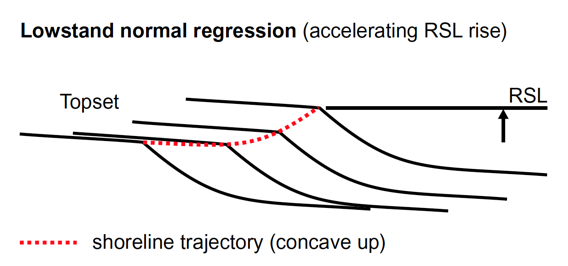 Lowstand normal regression (accelerating RSL rise)
Topset
RSL
shoreline trajectory (concave up)